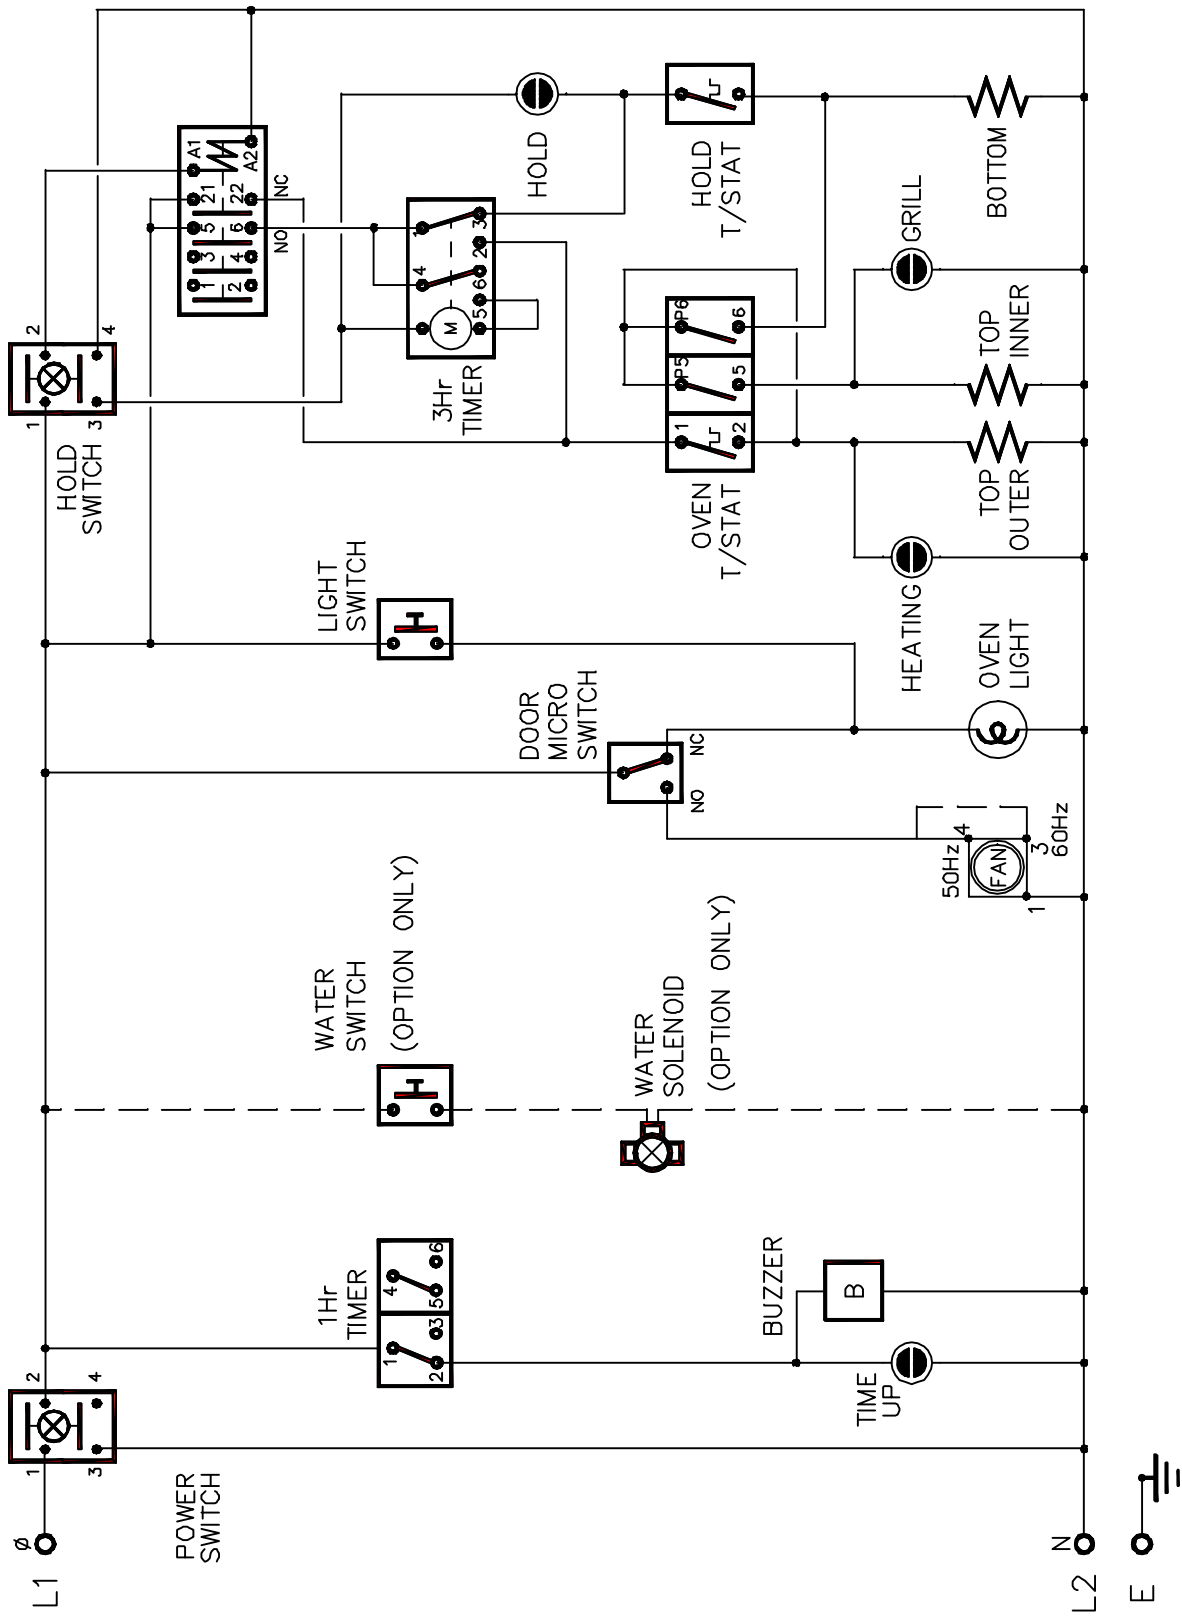 L1
Ø
POWER
SWITCH
1
2
3
4
1Hr
TIMER
1
2
3
4
5
6
TIME
UP
BUZZER
B
WATER
SWITCH
(OPTION ONLY)
WATER
SOLENOID
(OPTION ONLY)
DOOR
MICRO
SWITCH
NO
NC
FAN
50Hz
4
3
60Hz
1
LIGHT
SWITCH
OVEN
LIGHT
HEATING
HOLD
SWITCH
1
2
3
4
1
2
3
4
5
6
21
22
A1
A2
NO
NC
3Hr
TIMER
M
5
6
4
2
1
3
HOLD
OVEN
T/STAT
1
2
P5
5
P6
6
HOLD
T/STAT
TOP
OUTER
TOP
INNER
GRILL
BOTTOM
L2
N
E